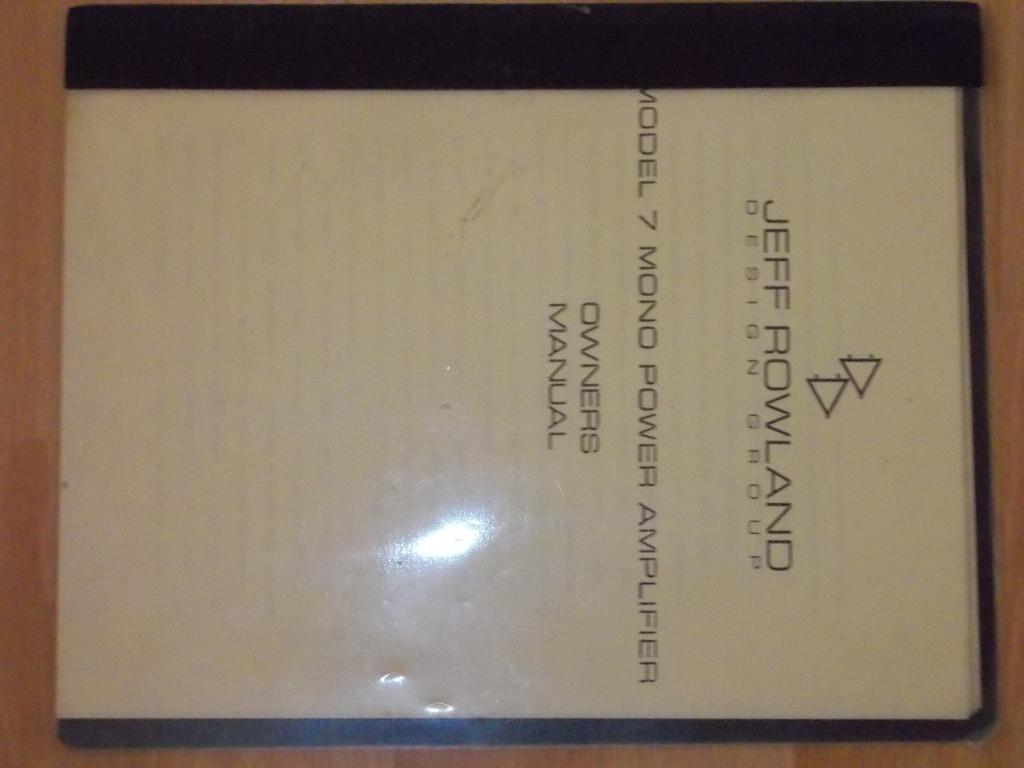 JEFF ROWLAND
DESIGN GROUP
MODEL 7 MONO POWER AMPLIFIER
OWNERS
MANUAL